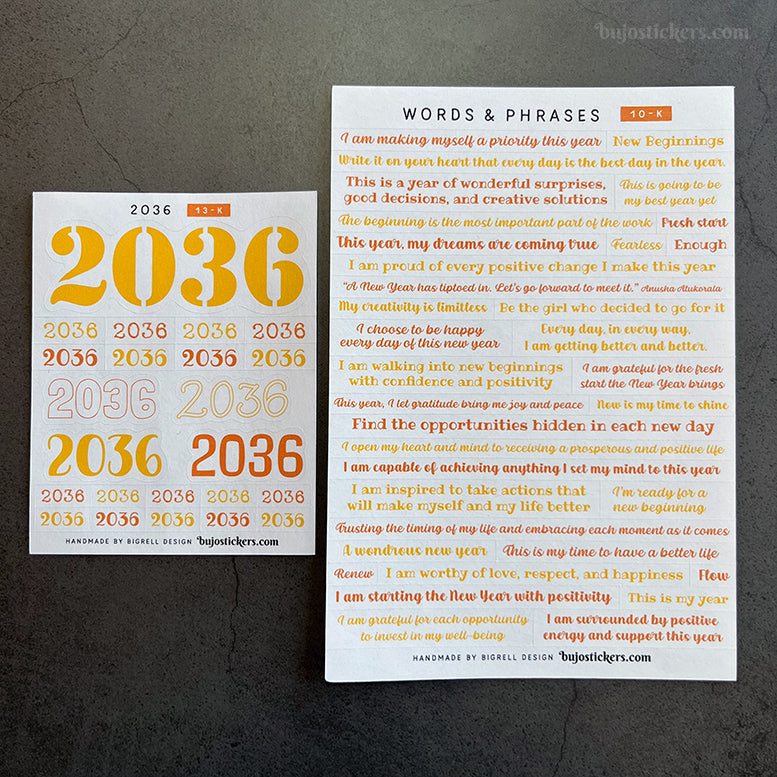 bujostickers.com
2036 13-K
2036
2036 2036 2036 2036
2036 2036 2036 2036
2036 2036
2036 2036
2036 2036 2036 2036 2036
2036 2036 2036 2036 2036
HANDMADE BY BIGRELL DESIGN bujostickers.com
WORDS & PHRASES 10-K
I am making myself a priority this year New Beginnings
Write it on your heart that every day is the best day in the year.
This is a year of wonderful surprises,
good decisions, and creative solutions
This is going to be
my best year yet
The beginning is the most important part of the work Fresh start
This year, my dreams are coming true Fearless Enough
I am proud of every positive change I make this year
"A New Year has tiptoed in. Let's go forward to meet it." Anusha Atukorala
My creativity is limitless Be the girl who decided to go for it
I choose to be happy
every day of this new year
Every day, in every way,
I am getting better and better.
I am walking into new beginnings
with confidence and positivity
I am grateful for the fresh
start the New Year brings
This year, I let gratitude bring me joy and peace Now is my time to shine
Find the opportunities hidden in each new day
I open my heart and mind to receiving a prosperous and positive life
I am capable of achieving anything I set my mind to this year
I am inspired to take actions that
will make myself and my life better
I'm ready for a
new beginning
Trusting the timing of my life and embracing each moment as it comes
A wondrous new year This is my time to have a better life
Renew I am worthy of love, respect, and happiness Flow
I am starting the New Year with positivity This is my year
I am grateful for each opportunity
to invest in my well-being
I am surrounded by positive
energy and support this year
HANDMADE BY BIGRELL DESIGN bujostickers.com